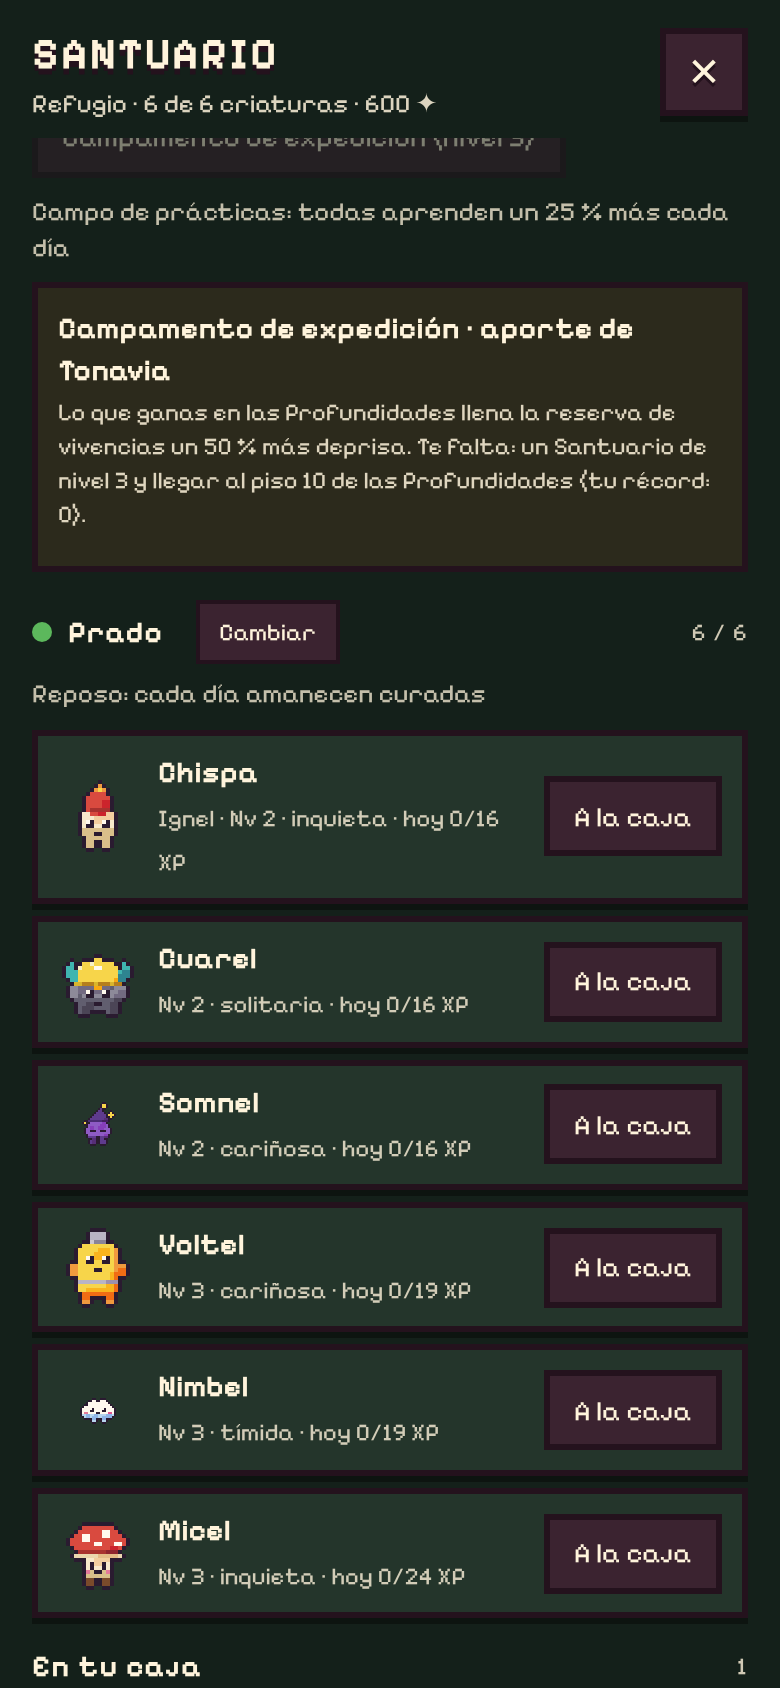 SANTUARIO
Refugio · 6 de 6 criaturas · 600 ✦
×
Campamento de expedición (nivel 3)
Campo de prácticas: todas aprenden un 25 % más cada
día
Campamento de expedición · aporte de
Tonavia
Lo que ganas en las Profundidades llena la reserva de
vivencias un 50 % más deprisa. Te falta: un Santuario de
nivel 3 y llegar al piso 10 de las Profundidades (tu récord:
0).
Prado
Cambiar
6 / 6
Reposo: cada día amanecen curadas
Chispa
Ignel · Nv 2 · inquieta · hoy 0/16
XP
A la caja
Cuarel
Nv 2 · solitaria · hoy 0/16 XP
A la caja
Somnel
Nv 2 · cariñosa · hoy 0/16 XP
A la caja
Voltel
Nv 3 · cariñosa · hoy 0/19 XP
A la caja
Nimbel
Nv 3 · tímida · hoy 0/19 XP
A la caja
Micel
Nv 3 · inquieta · hoy 0/24 XP
A la caja
En tu caja
1